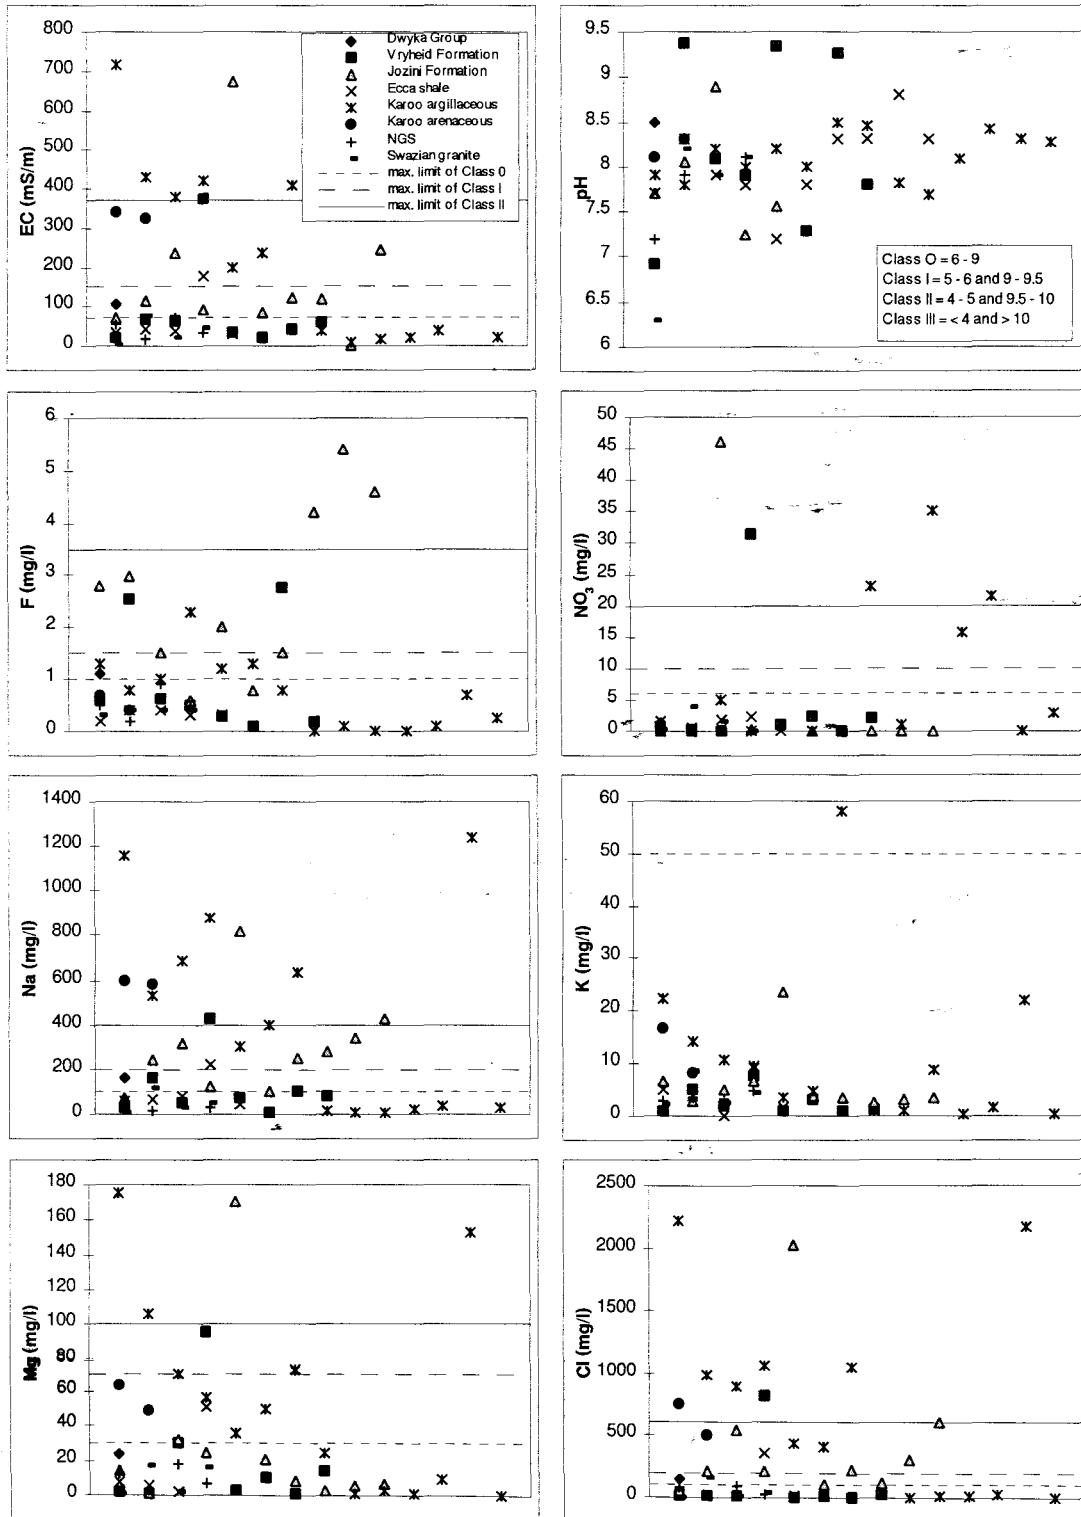 800
700
600
500
400
300
200
100
0
EC (mS/m)
Dwyka Group
Vryheid Formation
Jozini Formation
Ecca shale
Karoo argillaceous
Karoo arenaceous
NGS
Swazian granite
max. limit of Class 0
max. limit of Class I
max. limit of Class II
9.5
9
8.5
8
7.5
7
6.5
6
pH
Class O = 6 - 9
Class I = 5 - 6 and 9 - 9.5
Class II = 4 - 5 and 9.5 - 10
Class III = < 4 and > 10
6
5
4
3
2
1
0
F (mg/l)
50
45
40
35
30
25
20
15
10
5
0
NO3 (mg/l)
1400
1200
1000
800
600
400
200
0
Na (mg/l)
60
50
40
30
20
10
0
K (mg/l)
180
160
140
120
100
80
60
40
20
0
Mg (mg/l)
2500
2000
1500
1000
500
0
Cl (mg/l)